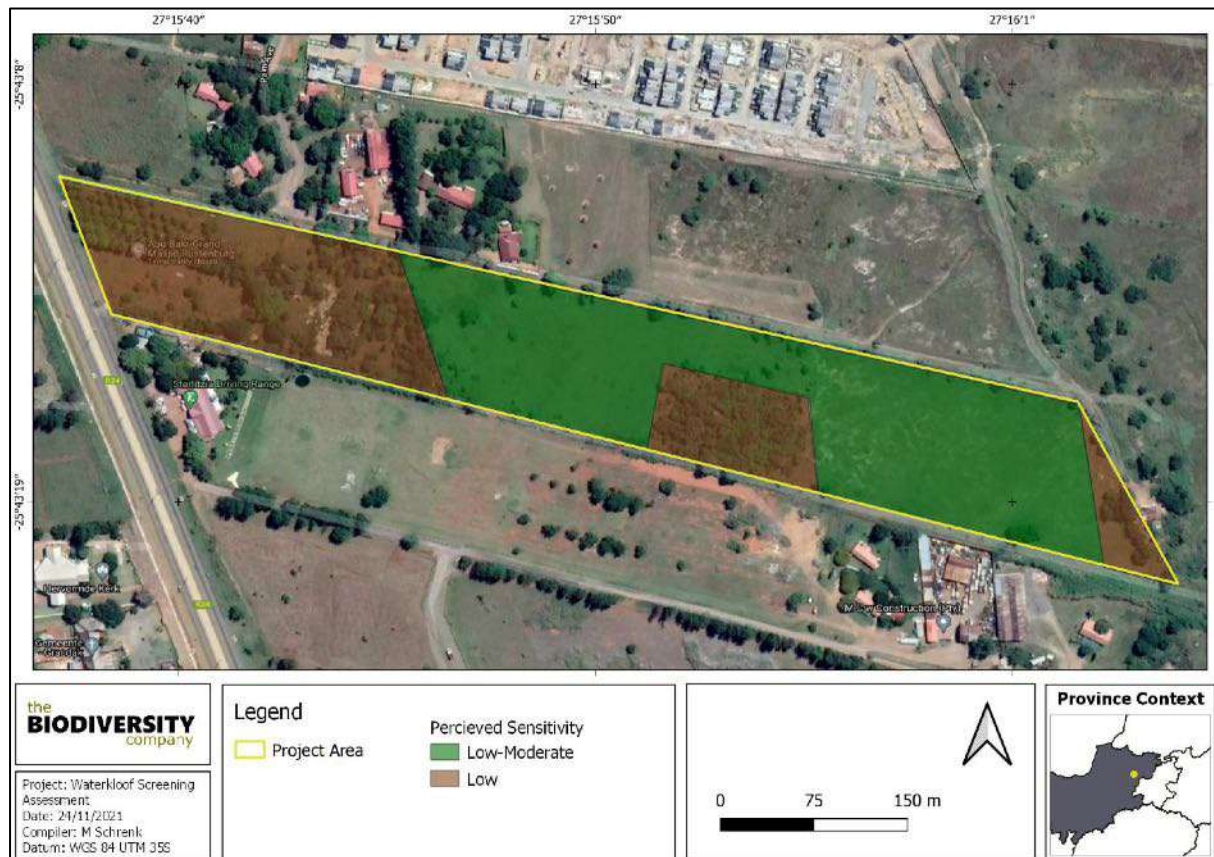 27°15'40"
27°15'50"
27°16'1"
-25°43'8"
-25°43'19"
Abu Bakr Grand
Masjid Rustenburg
R24
Driving Range
R24
Hervormde Kerk
Gemeente
Construction (Pty)
the
BIODIVERSITY
company
Project: Waterkloof Screening
Assessment
Date: 24/11/2021
Compiler: M Schrenk
Datum: WGS 84 UTM 35S
Legend
Project Area
Percieved Sensitivity
Low-Moderate
Low
0 75 150 m
Province Context